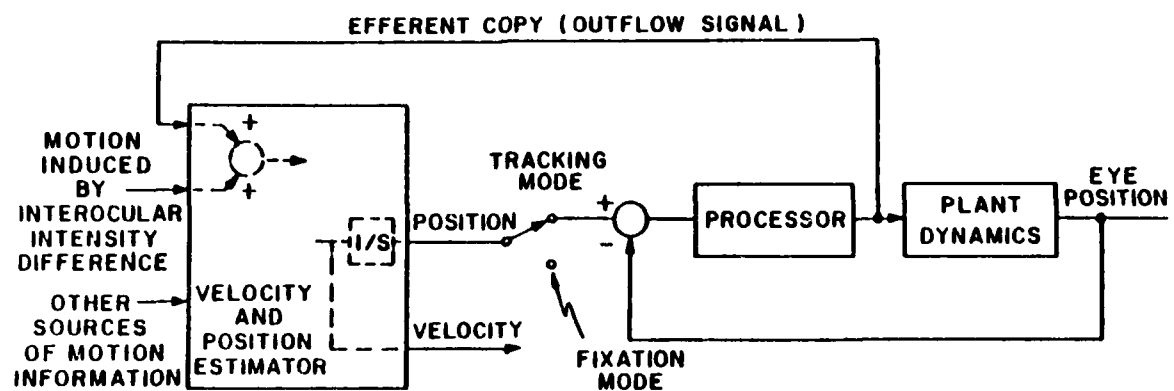 EFFERENT COPY (OUTFLOW SIGNAL)
+
+
MOTION
INDUCED
BY
INTEROCULAR
INTENSITY
DIFFERENCE
OTHER
SOURCES
OF MOTION
INFORMATION
I/S
VELOCITY
AND
POSITION
ESTIMATOR
POSITION
VELOCITY
TRACKING
MODE
FIXATION
MODE
+
-
PROCESSOR
PLANT
DYNAMICS
EYE
POSITION